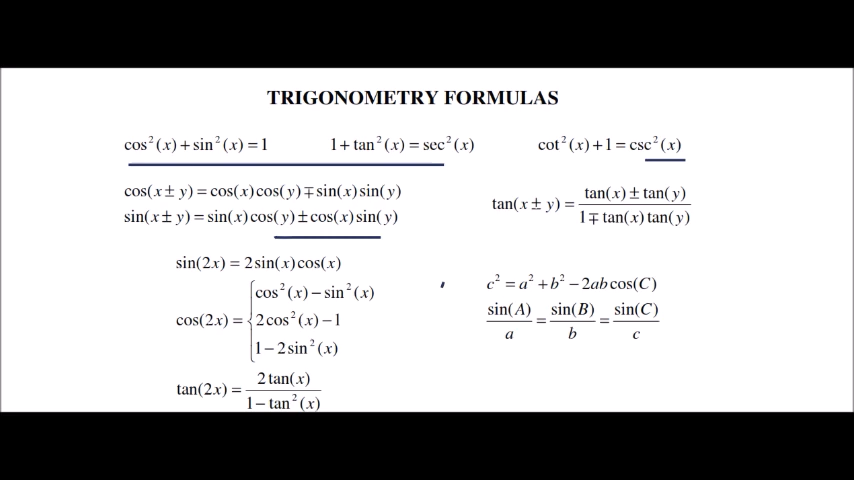 TRIGONOMETRY FORMULAS
cos²(x)+sin²(x)=1 1+tan²(x)=sec²(x) cot²(x)+1=csc²(x)
cos(x±y)=cos(x)cos(y)∓sin(x)sin(y)
sin(x±y)=sin(x)cos(y)±cos(x)sin(y)
tan(x±y)=
tan(x)±tan(y)
1∓tan(x)tan(y)
sin(2x)=2sin(x)cos(x)
cos(2x)=
cos²(x)−sin²(x)
2cos²(x)−1
1−2sin²(x)
tan(2x)=
2tan(x)
1−tan²(x)
c²=a²+b²−2abcos(C)
sin(A)/a=sin(B)/b=sin(C)/c